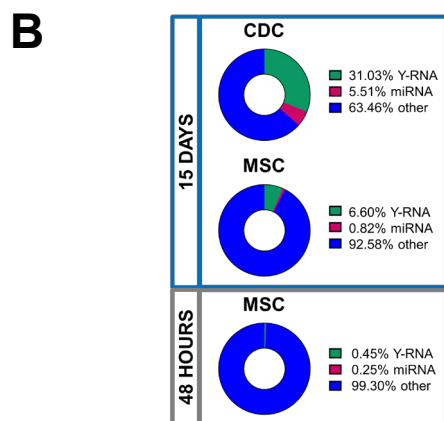 B
15 DAYS
CDC
31.03% Y-RNA
5.51% miRNA
63.46% other
MSC
6.60% Y-RNA
0.82% miRNA
92.58% other
48 HOURS
MSC
0.45% Y-RNA
0.25% miRNA
99.30% other